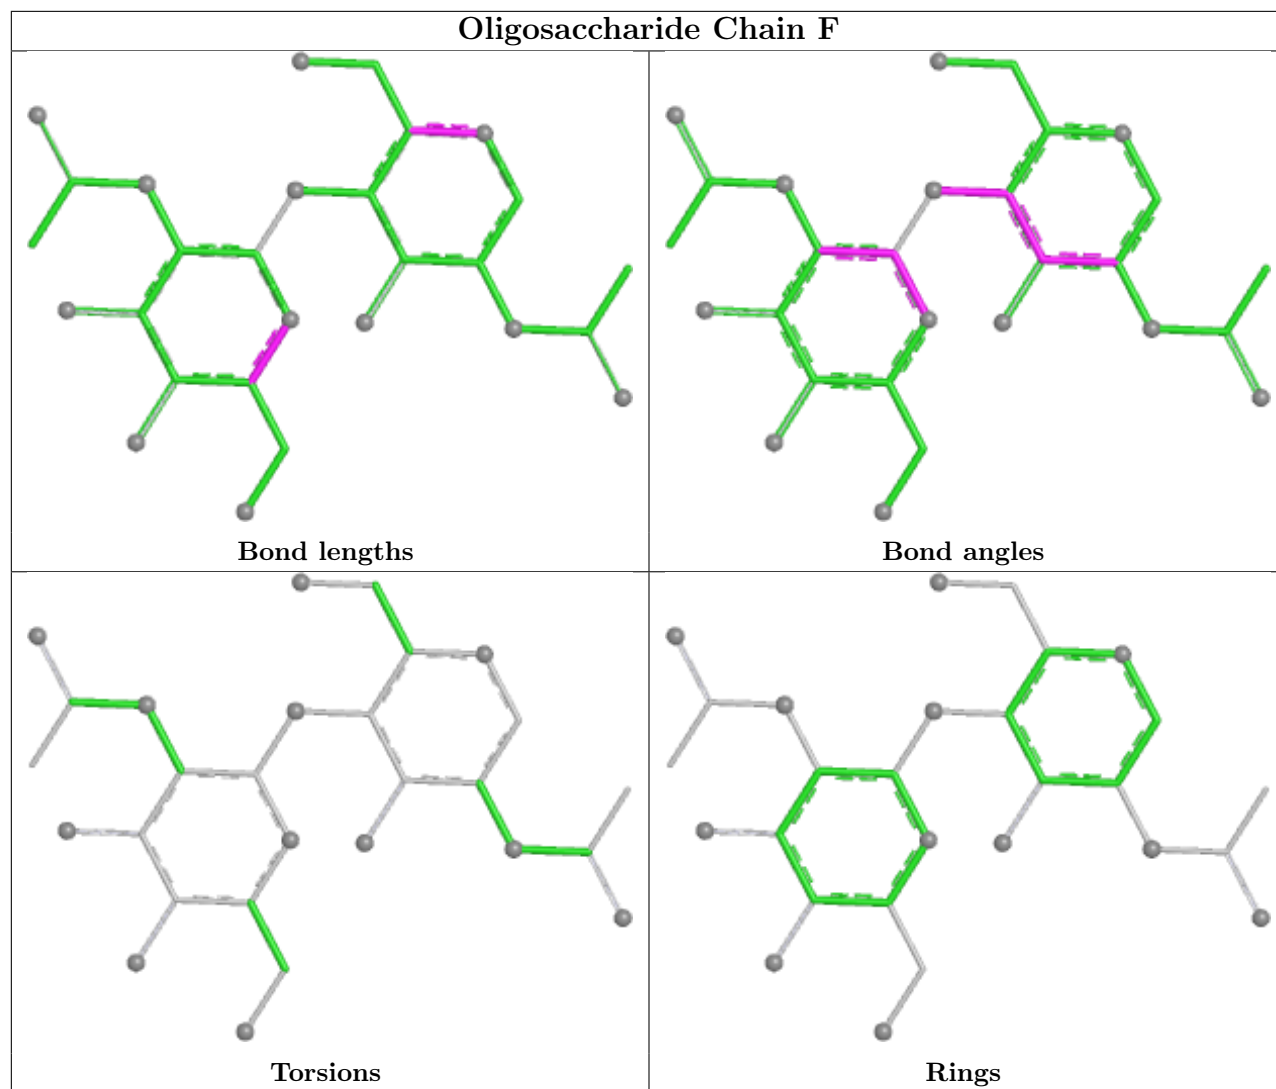 Oligosaccharide Chain F
Bond lengths
Bond angles
Torsions
Rings